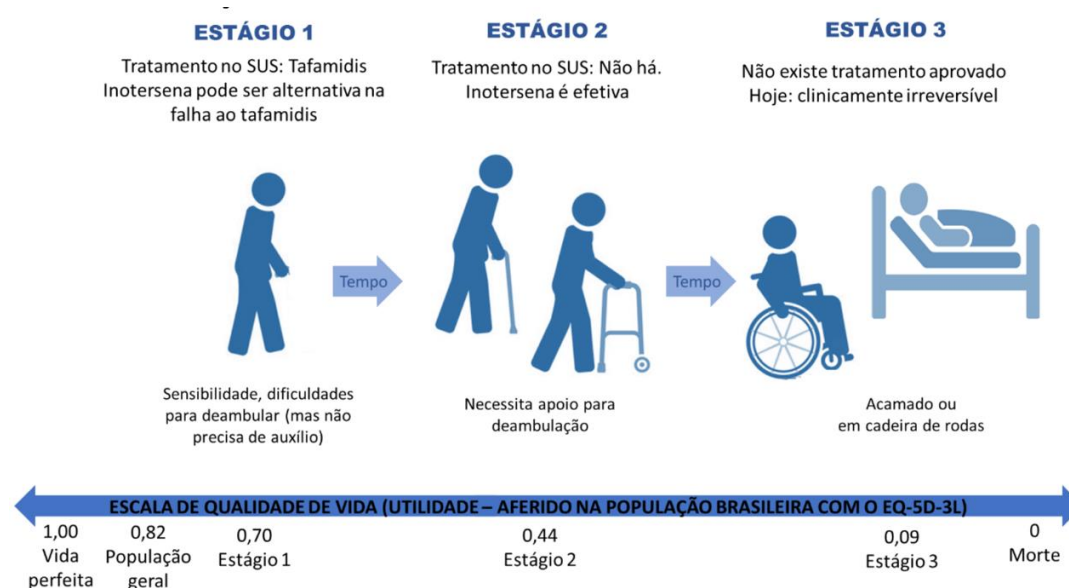 ESTÁGIO 1
Tratamento no SUS: Tafamidis
Inotersena pode ser alternativa na
falha ao tafamidis
ESTÁGIO 2
Tratamento no SUS: Não há.
Inotersena é efetiva
ESTÁGIO 3
Não existe tratamento aprovado
Hoje: clinicamente irreversível
Tempo
Tempo
Sensibilidade, dificuldades
para deambular (mas não
precisa de auxílio)
Necessita apoio para
deambulação
Acamado ou
em cadeira de rodas
ESCALA DE QUALIDADE DE VIDA (UTILIDADE – AFERIDO NA POPULAÇÃO BRASILEIRA COM O EQ-5D-3L)
1,00
Vida
perfeita
0,82
População
geral
0,70
Estágio 1
0,44
Estágio 2
0,09
Estágio 3
0
Morte